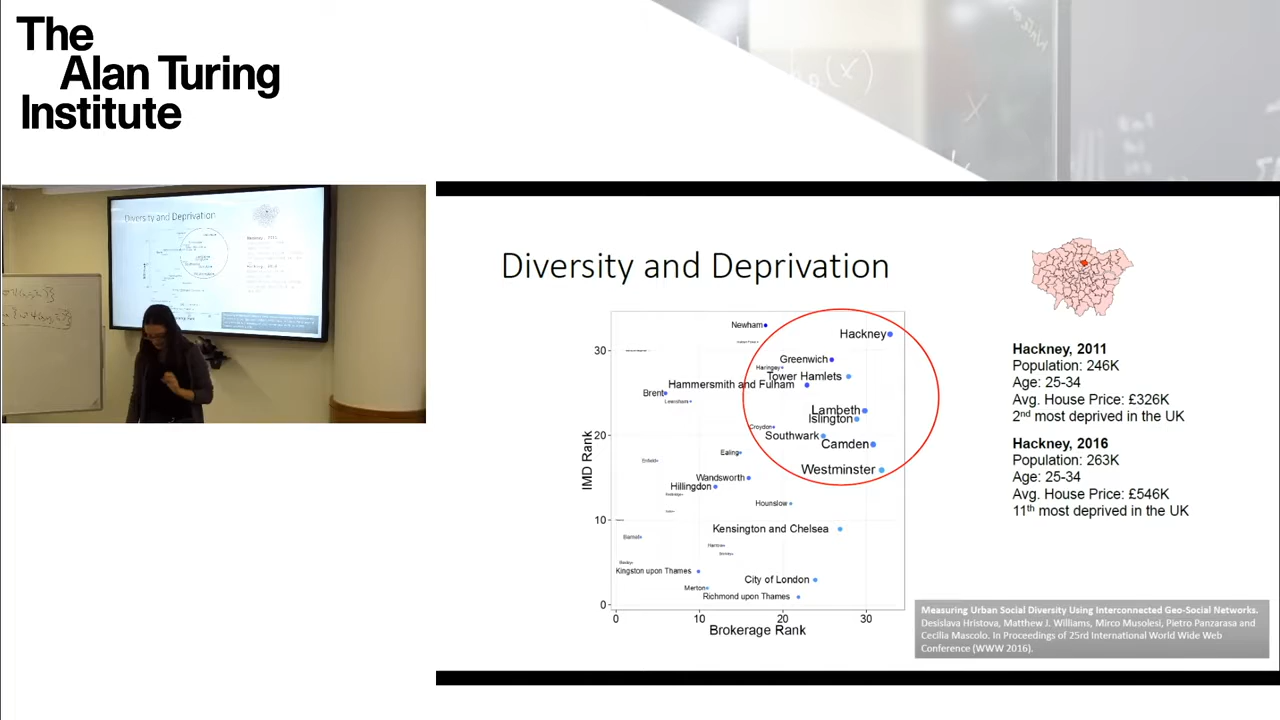 The
Alan Turing
Institute
Diversity and Deprivation
Diversity and Deprivation
Newham
Hackney
30
Greenwich
Haringey
Tower Hamlets
Hammersmith and Fulham
Brent
Lewisham
Lambeth
Islington
Croydon
20
Southwark
Camden
Ealing
Enfield
Westminster
Wandsworth
Hillingdon
Hounslow
10
Kensington and Chelsea
Barnet
Kingston upon Thames
City of London
Merton
Richmond upon Thames
0
0
10
20
30
IMD Rank
Brokerage Rank
Hackney, 2011
Population: 246K
Age: 25-34
Avg. House Price: £326K
2nd most deprived in the UK
Hackney, 2016
Population: 263K
Age: 25-34
Avg. House Price: £546K
11th most deprived in the UK
Measuring Urban Social Diversity Using Interconnected Geo-Social Networks.
Desislava Hristova, Matthew J. Williams, Mirco Musolesi, Pietro Panzarasa and
Cecilia Mascolo. In Proceedings of 25rd International World Wide Web
Conference (WWW 2016).